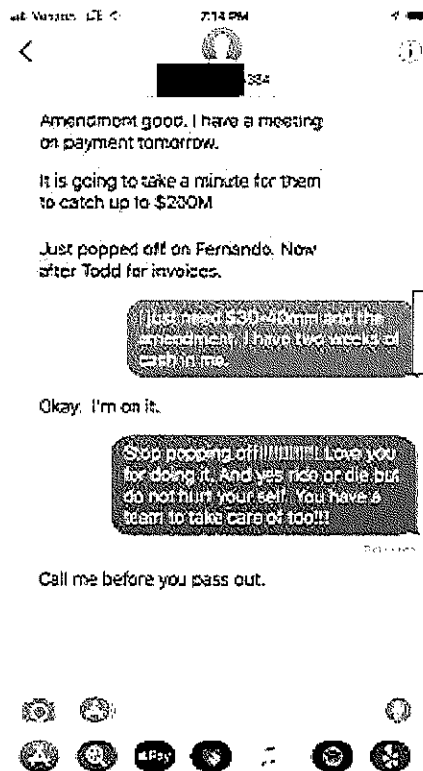 Verizon LTE
7:14 PM
384
Amendment good. I have a meeting
on payment tomorrow.
It is going to take a minute for them
to catch up to $200M
Just popped off on Fernando. Now
after Todd for invoices.
I just need $30-40mm and the
amendment. I have two weeks of
cash in me.
Okay. I'm on it.
Stop popping off!!!!!!!!!!! Love you
for doing it. And yes ride or die but
do not hurt your self. You have a
team to take care of too!!!
Call me before you pass out.
Pay